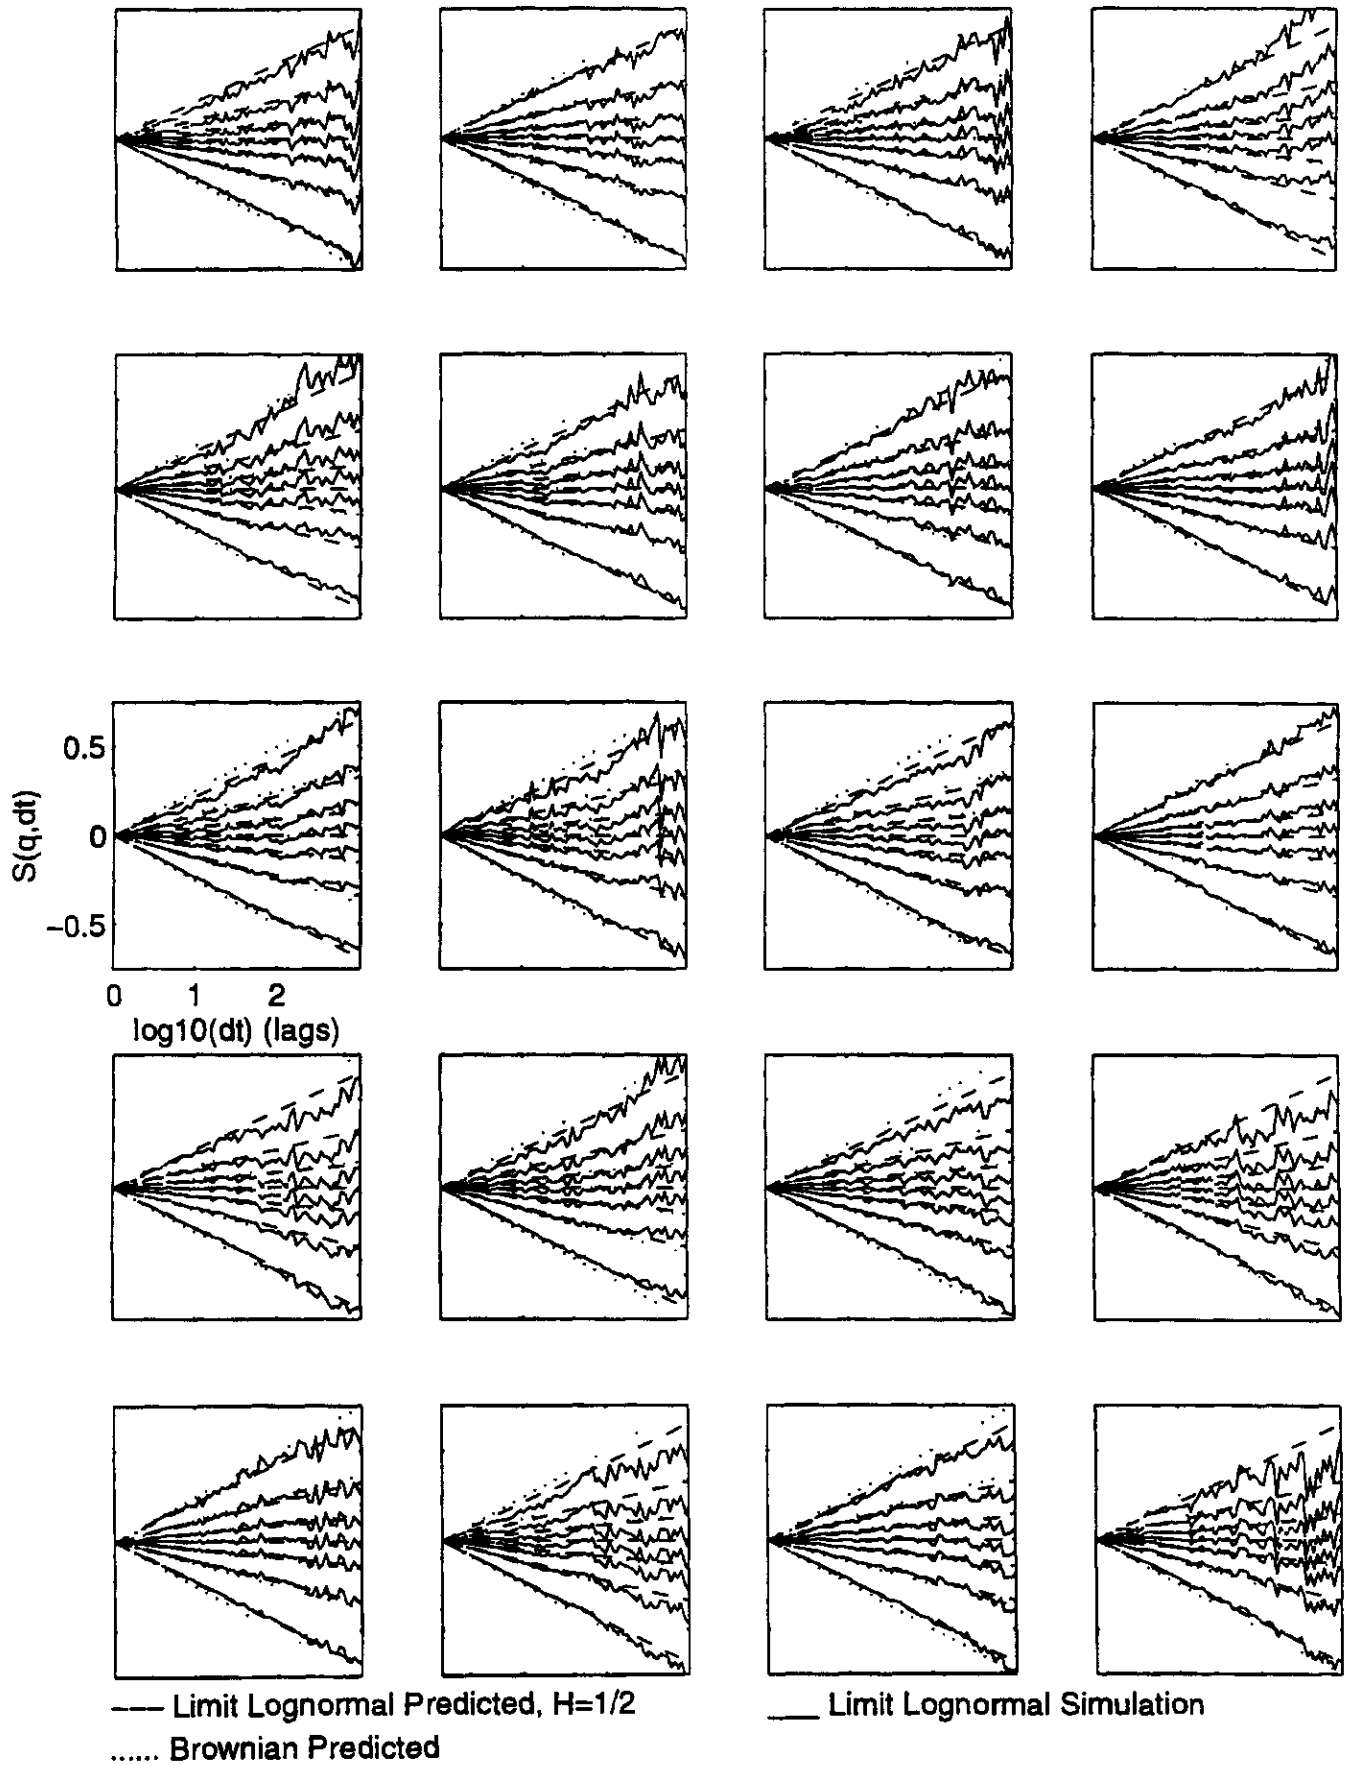 S(q,dt)
0.5
0
−0.5
0 1 2
log10(dt) (lags)
--- Limit Lognormal Predicted, H=1/2
___ Limit Lognormal Simulation
...... Brownian Predicted